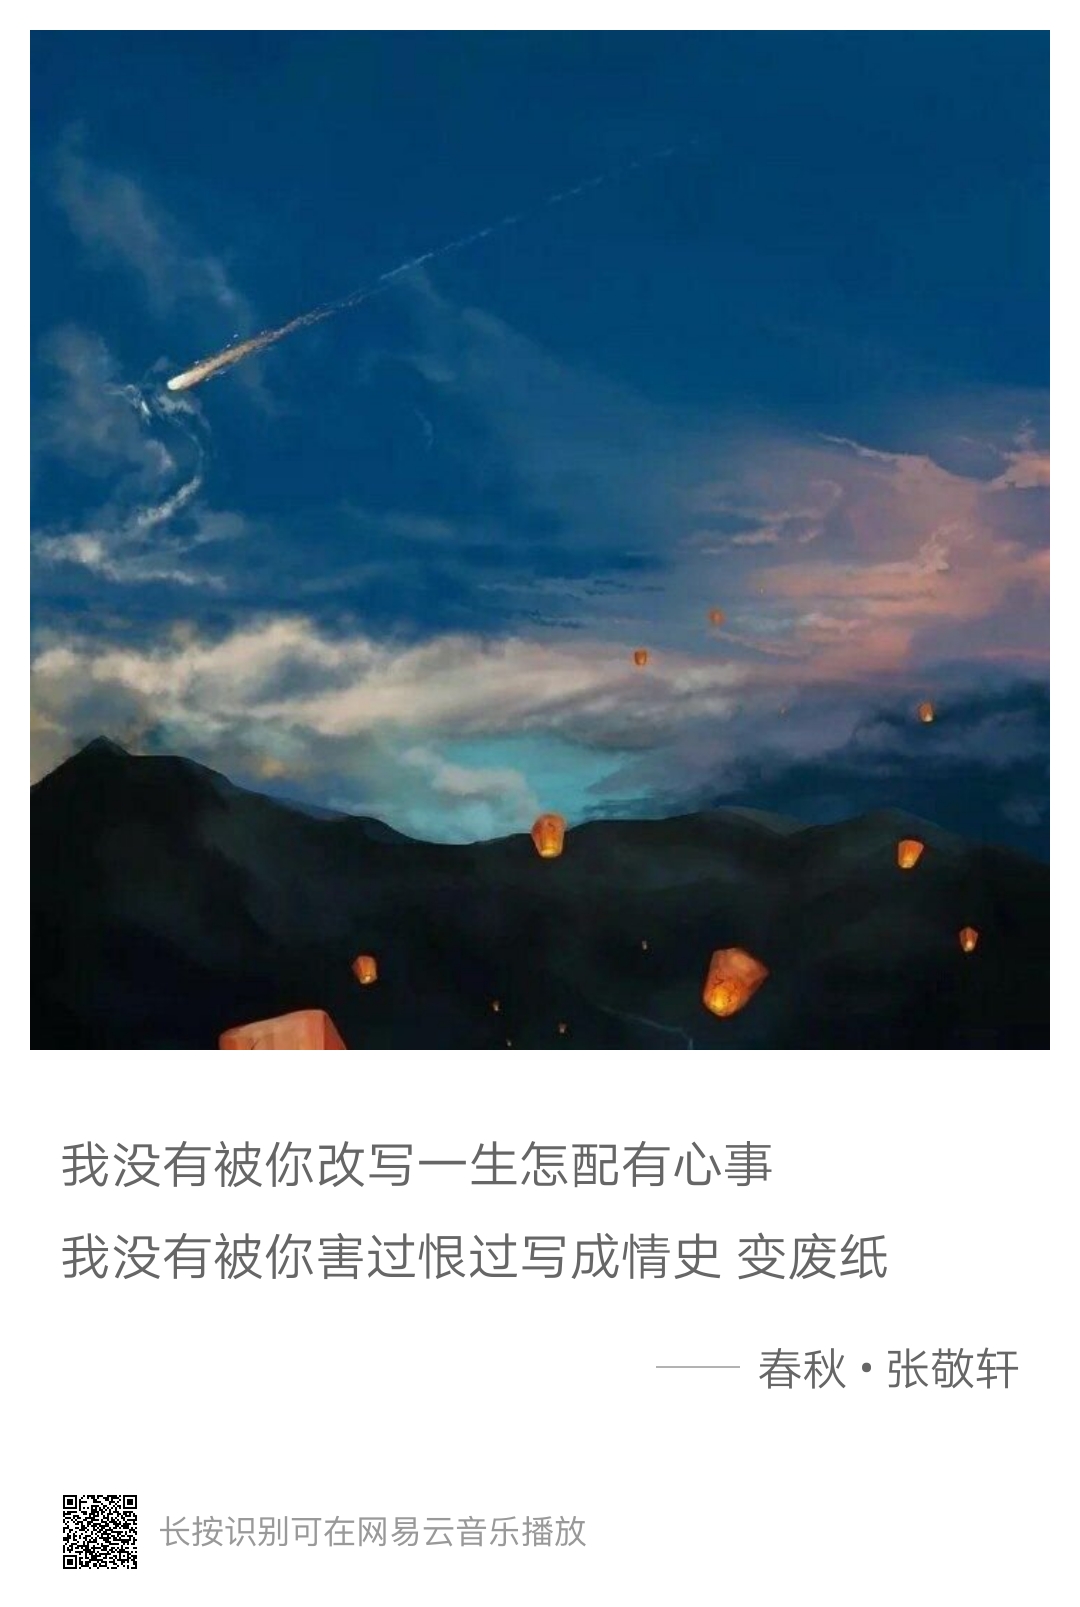 我没有被你改写一生怎配有心事
我没有被你害过恨过写成情史 变废纸
—— 春秋 • 张敬轩
长按识别可在网易云音乐播放